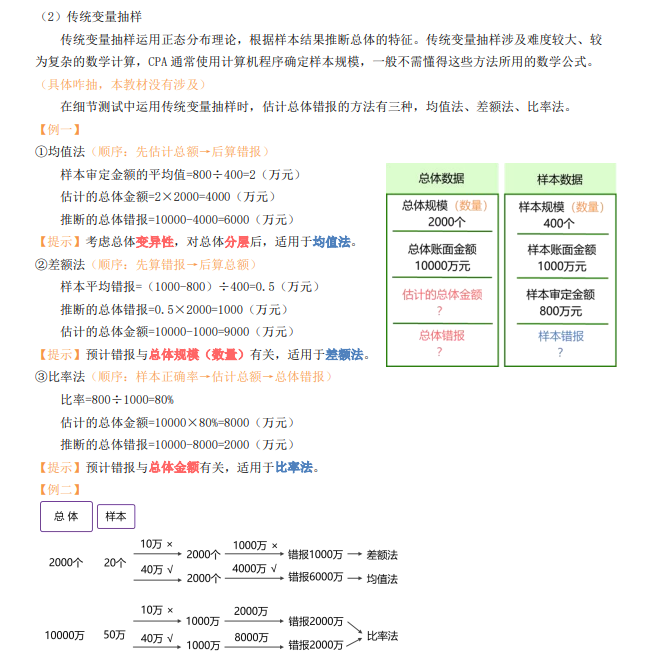 （2）传统变量抽样
传统变量抽样运用正态分布理论，根据样本结果推断总体的特征。传统变量抽样涉及难度较大、较
为复杂的数学计算，CPA 通常使用计算机程序确定样本规模，一般不需懂得这些方法所用的数学公式。
（具体咋抽，本教材没有涉及）
在细节测试中运用传统变量抽样时，估计总体错报的方法有三种，均值法、差额法、比率法。
【例一】
①均值法（顺序：先估计总额→后算错报）
样本审定金额的平均值=800÷400=2（万元）
估计的总体金额=2×2000=4000（万元）
推断的总体错报=10000-4000=6000（万元）
【提示】考虑总体变异性，对总体分层后，适用于均值法。
②差额法（顺序：先算错报→后算总额）
样本平均错报=（1000-800）÷400=0.5（万元）
推断的总体错报=0.5×2000=1000（万元）
估计的总体金额=10000-1000=9000（万元）
【提示】预计错报与总体规模（数量）有关，适用于差额法。
③比率法（顺序：样本正确率→估计总额→总体错报）
比率=800÷1000=80%
估计的总体金额=10000×80%=8000（万元）
推断的总体错报=10000-8000=2000（万元）
【提示】预计错报与总体金额有关，适用于比率法。
总体数据 样本数据
总体规模（数量） 样本规模（数量）
2000个 400个
总体账面金额 样本账面金额
10000万元 1000万元
估计的总体金额 样本审定金额
？ 800万元
总体错报 样本错报
？ ？
【例二】
总 体 样本
10万 × 1000万 ×
2000个 20个 2000个 错报1000万 差额法
40万 √ 4000万 √
2000个 错报6000万 均值法
10万 × 2000万
1000万 错报2000万
10000万 50万 比率法
40万 √ 8000万
1000万 错报2000万